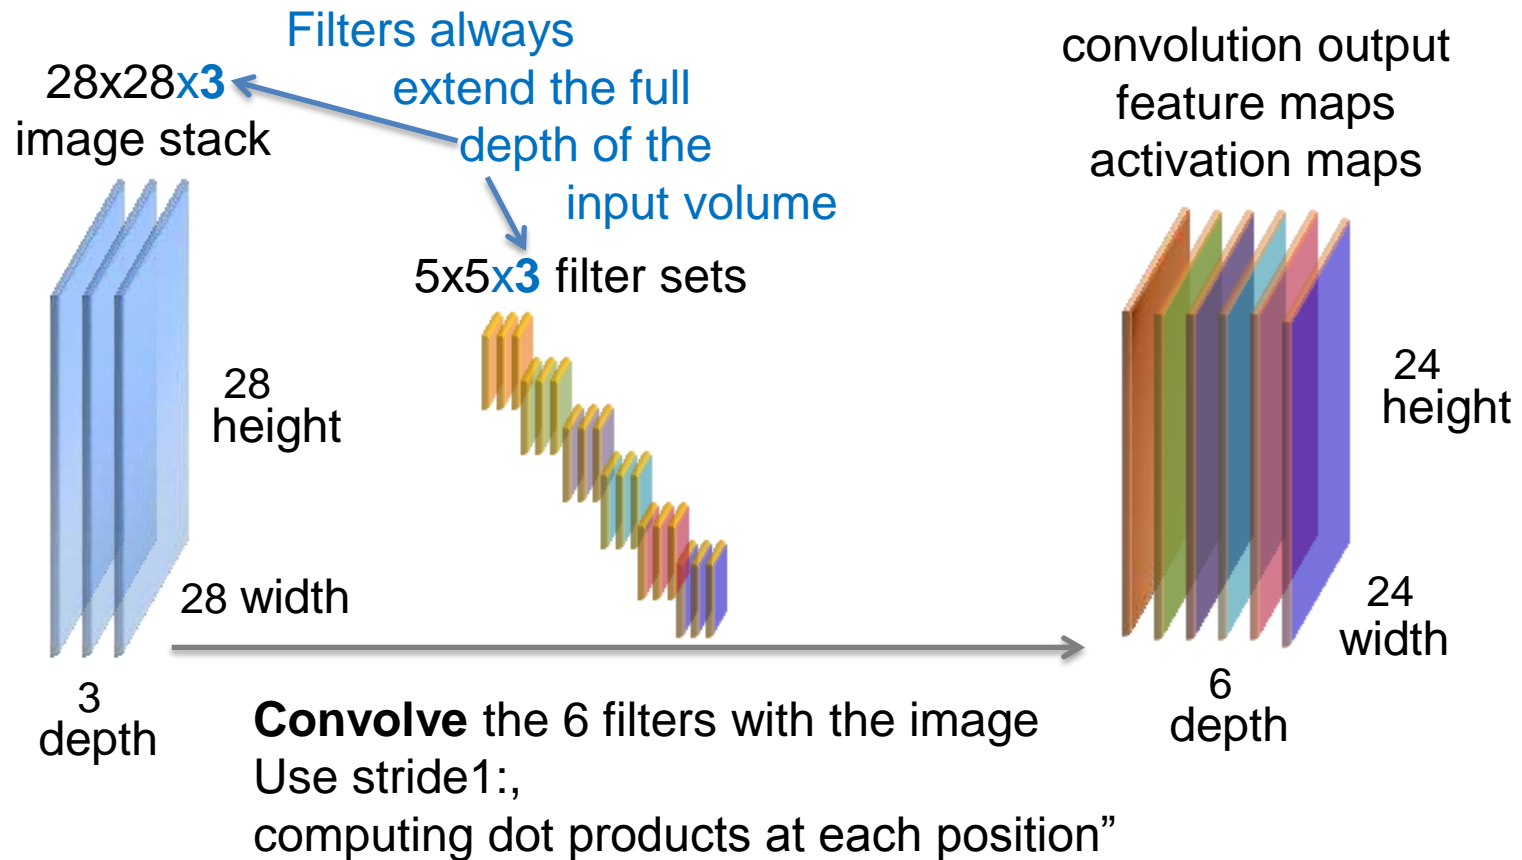 Filters always
extend the full
depth of the
input volume
28x28x3
image stack
5x5x3 filter sets
convolution output
feature maps
activation maps
28
height
28 width
3
depth
24
height
24
width
6
depth
Convolve the 6 filters with the image
Use stride1:,
computing dot products at each position”